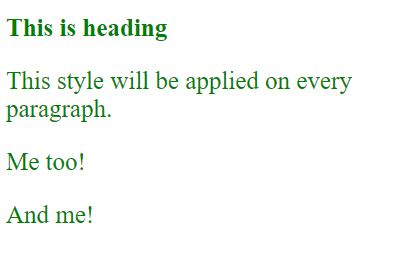 This is heading
This style will be applied on every
paragraph.
Me too!
And me!